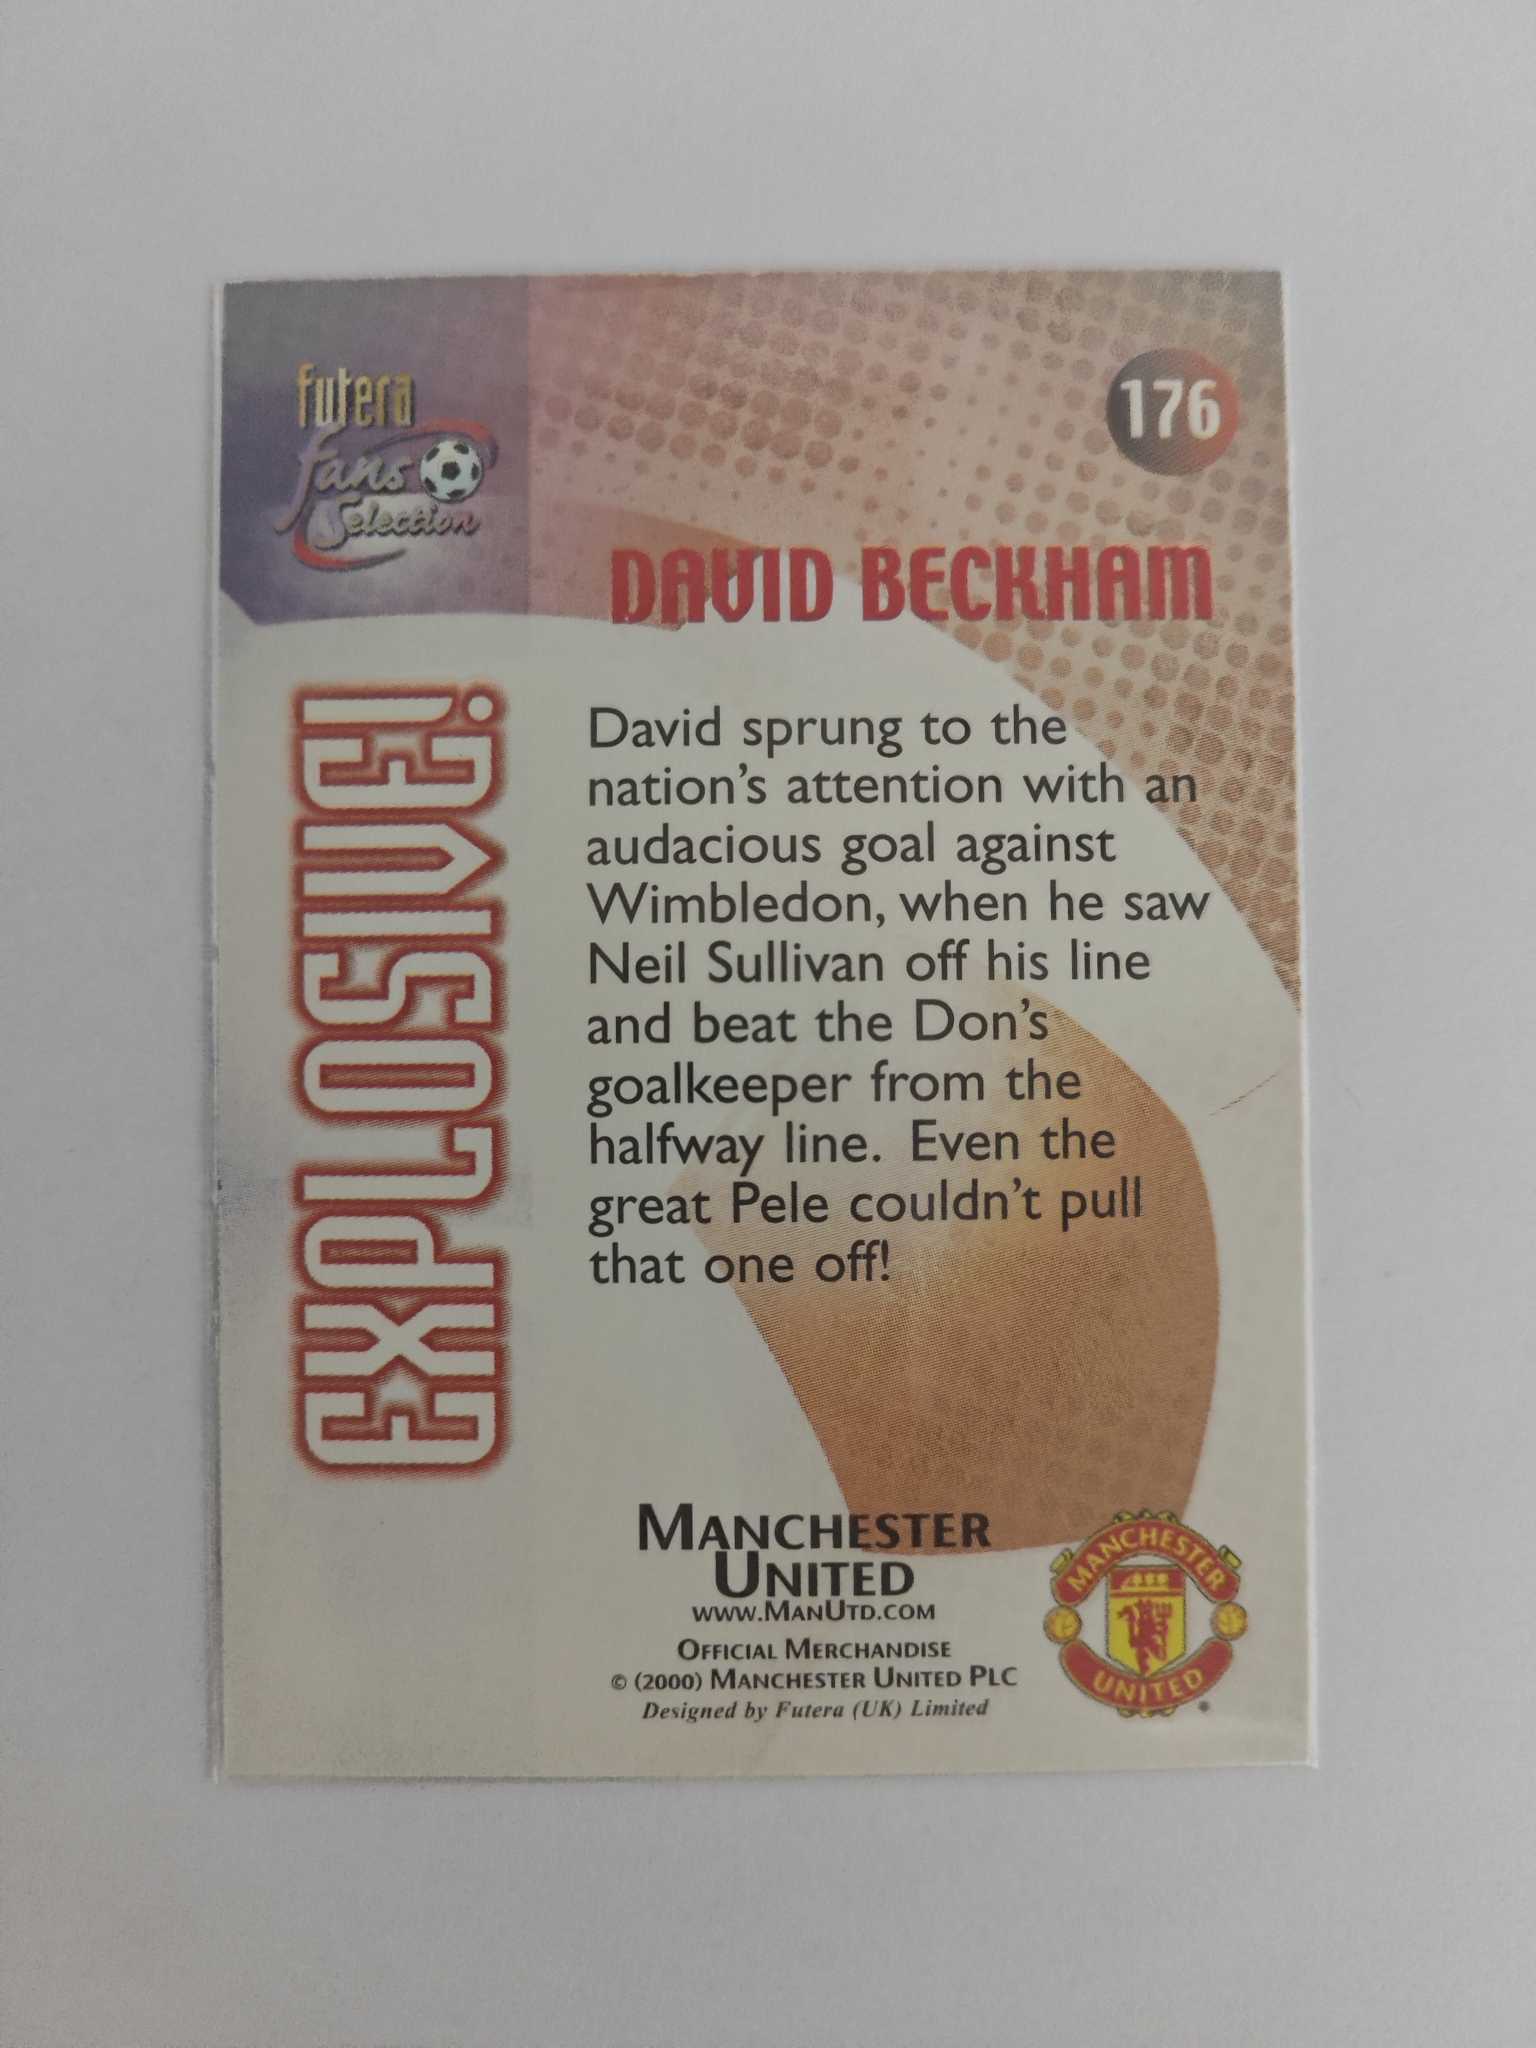 futera
fans
Selection
176
DAVID BECKHAM
EXPLOSIVE!
David sprung to the
nation's attention with an
audacious goal against
Wimbledon, when he saw
Neil Sullivan off his line
and beat the Don's
goalkeeper from the
halfway line. Even the
great Pele couldn't pull
that one off!
MANCHESTER
UNITED
WWW.MANUTD.COM
OFFICIAL MERCHANDISE
© (2000) MANCHESTER UNITED PLC
Designed by Futera (UK) Limited
MANCHESTER
UNITED